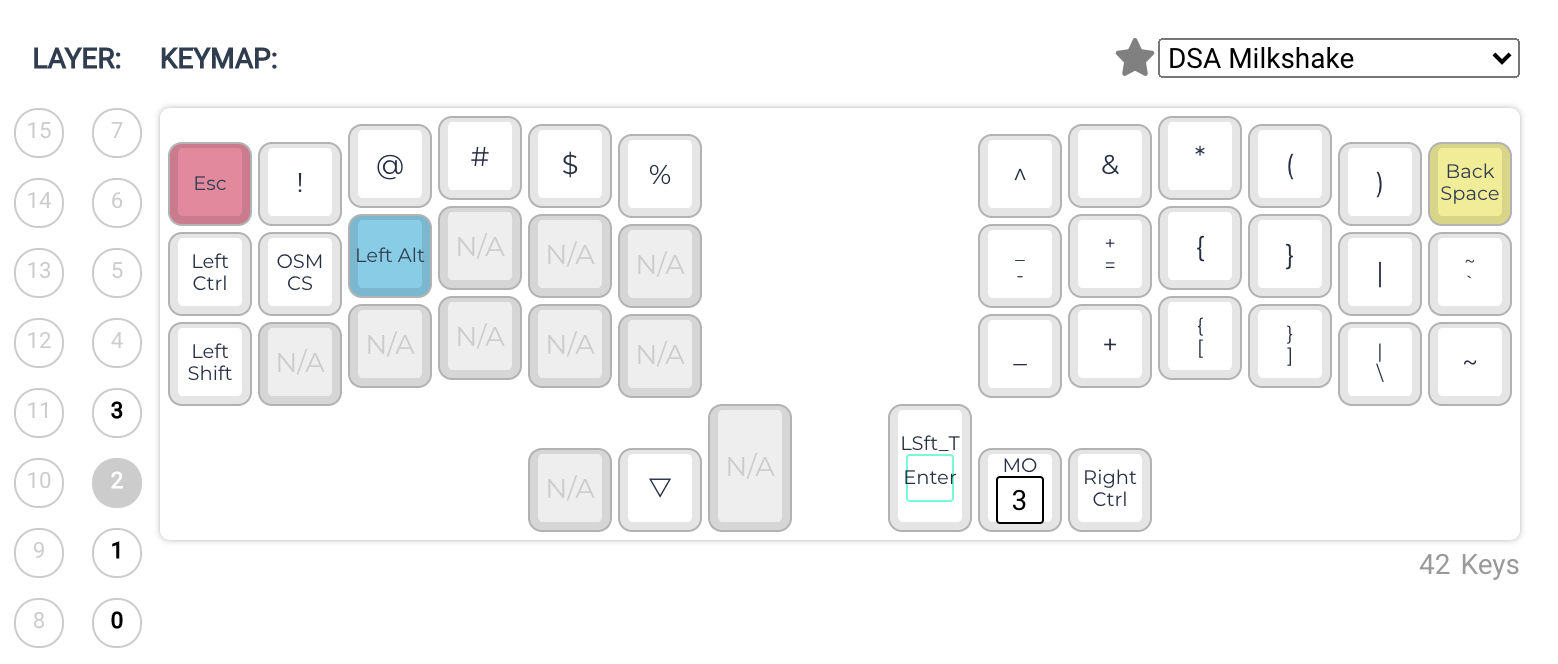 LAYER: KEYMAP: DSA Milkshake
15 7
14 6
13 5
12 4
11 3
10 2
9 1
8 0
Esc ! @ # $ % ^ & * ( ) Back Space
Left Ctrl OSM CS Left Alt N/A N/A N/A _ - + = { } | ~ `
Left Shift N/A N/A N/A N/A N/A _ + { [ } ] | \ ~
N/A ▽ N/A LSft_T Enter MO 3 Right Ctrl
42 Keys